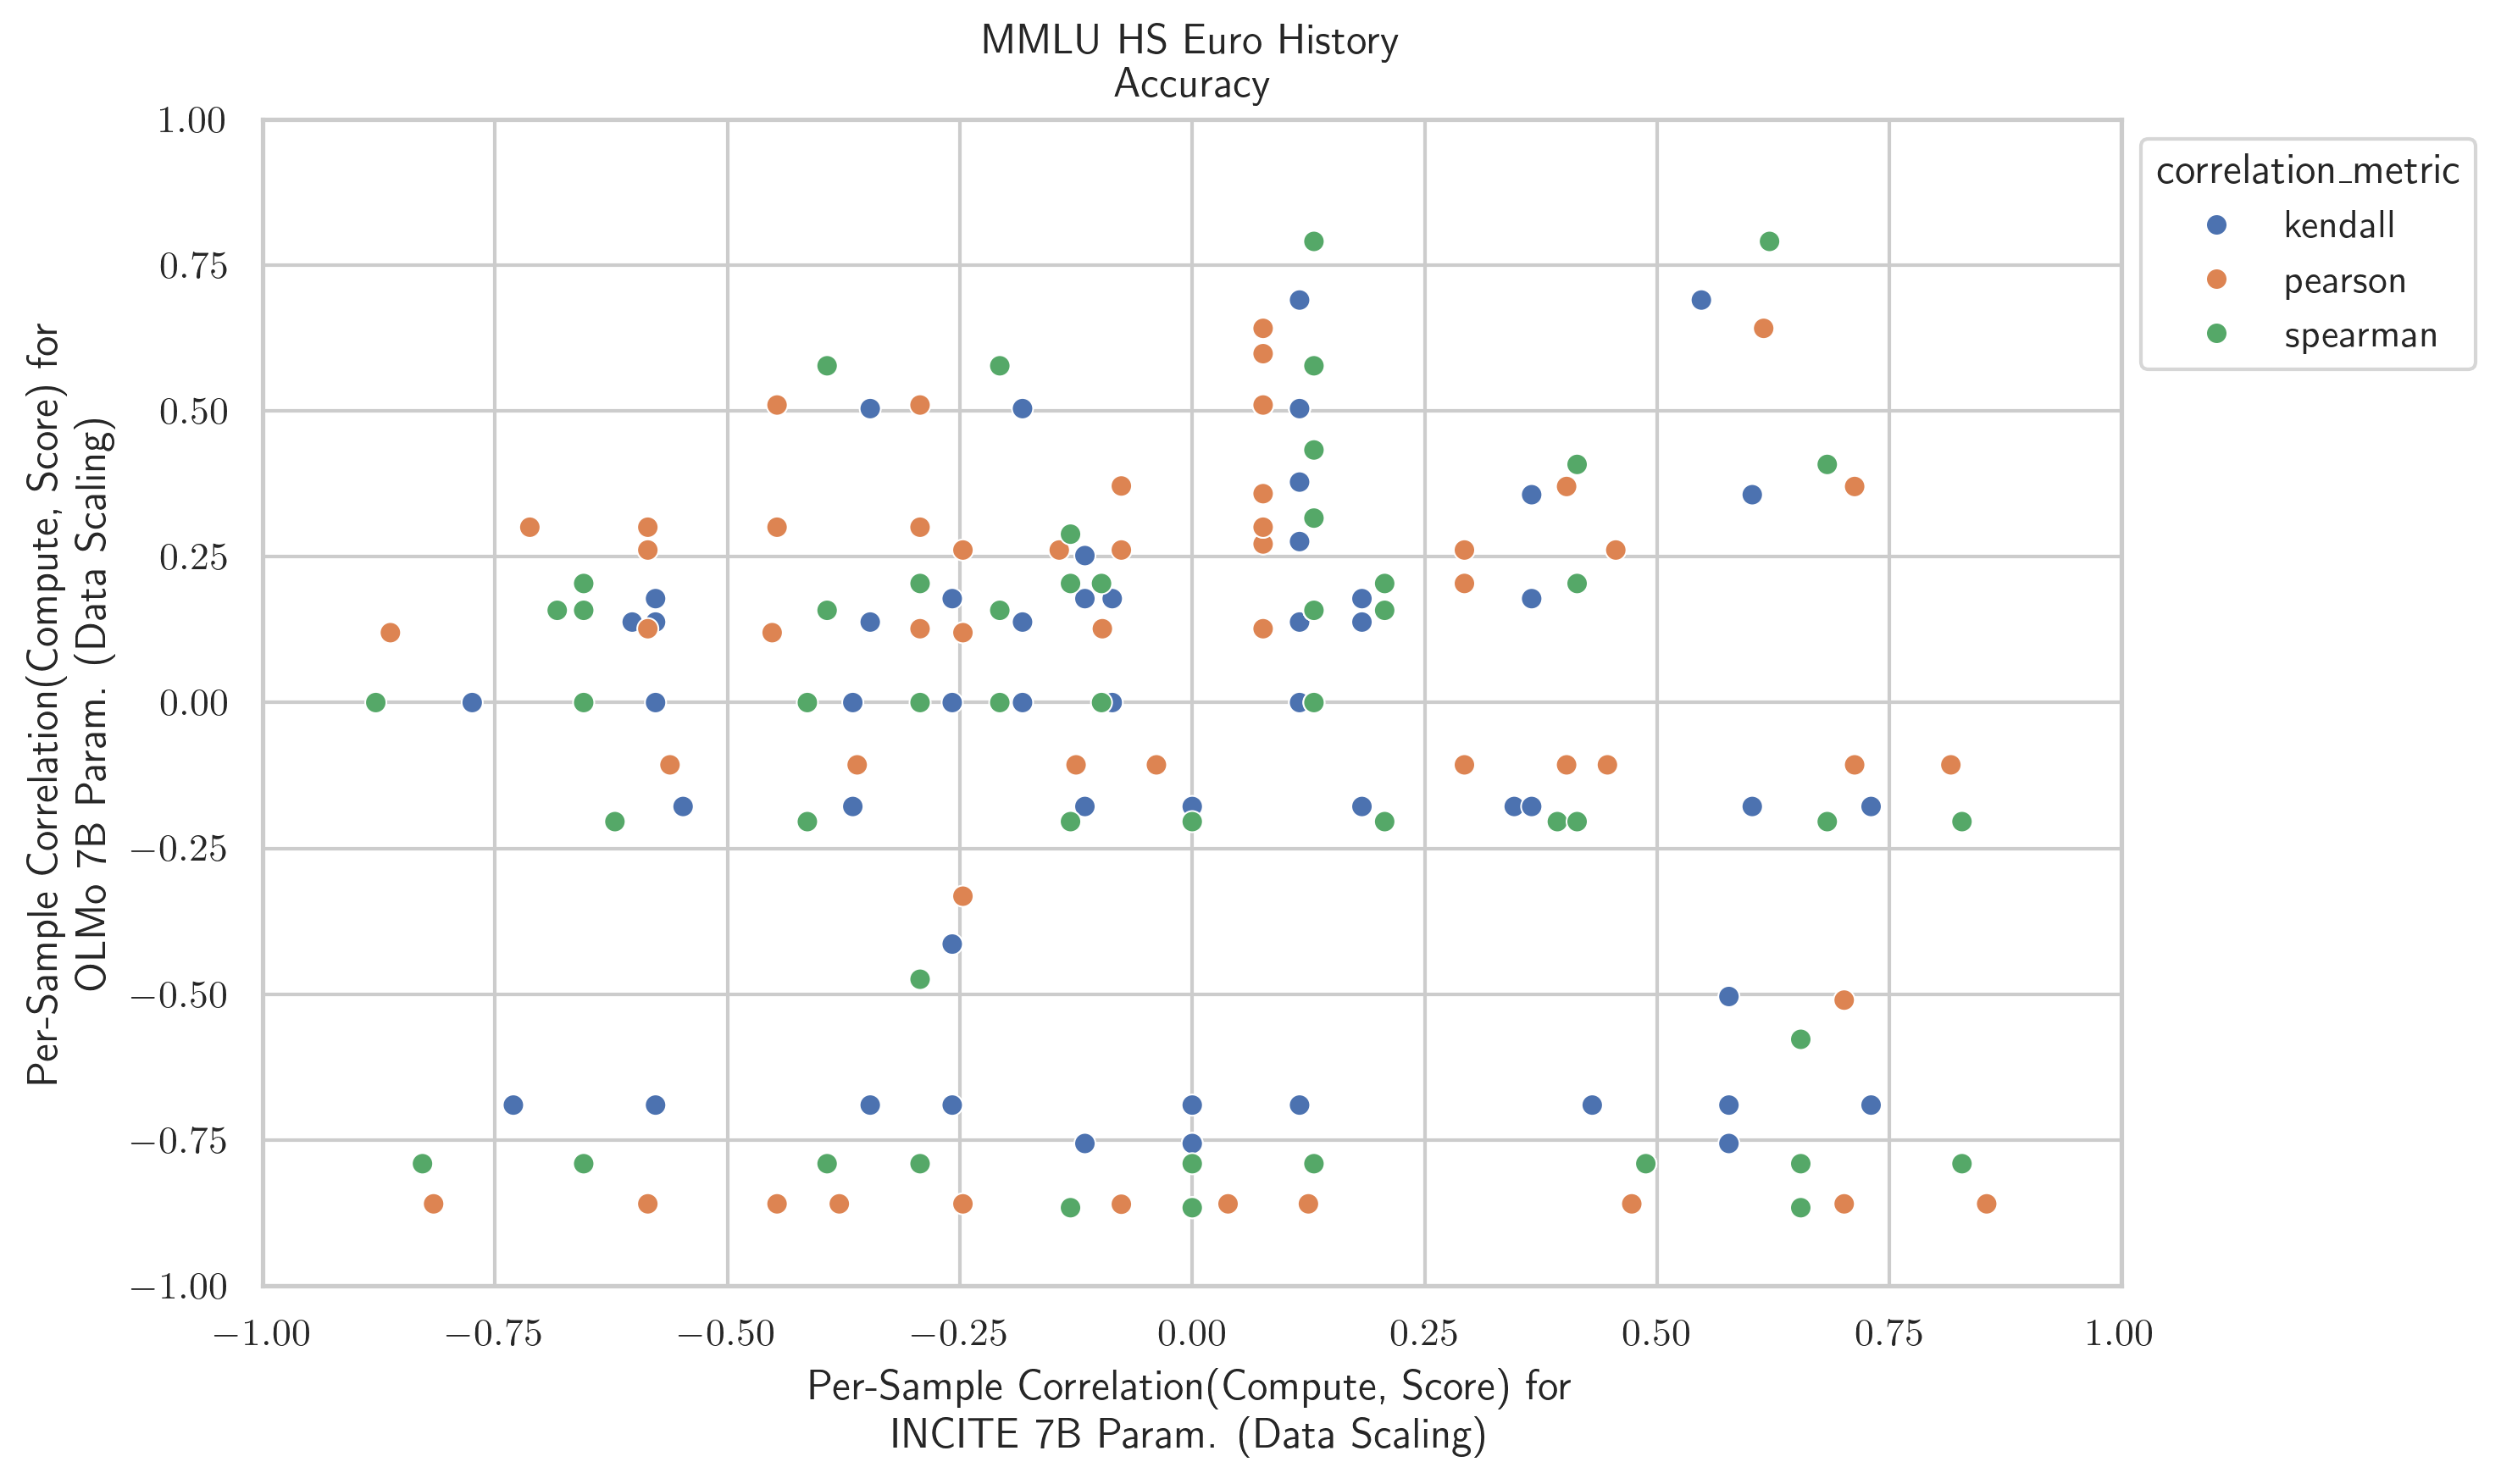 MMLU HS Euro History
Accuracy
1.00
0.75
0.50
0.25
0.00
−0.25
−0.50
−0.75
−1.00
Per-Sample Correlation(Compute, Score) for
OLMo 7B Param. (Data Scaling)
−1.00 −0.75 −0.50 −0.25 0.00 0.25 0.50 0.75 1.00
Per-Sample Correlation(Compute, Score) for
INCITE 7B Param. (Data Scaling)
correlation_metric
kendall
pearson
spearman